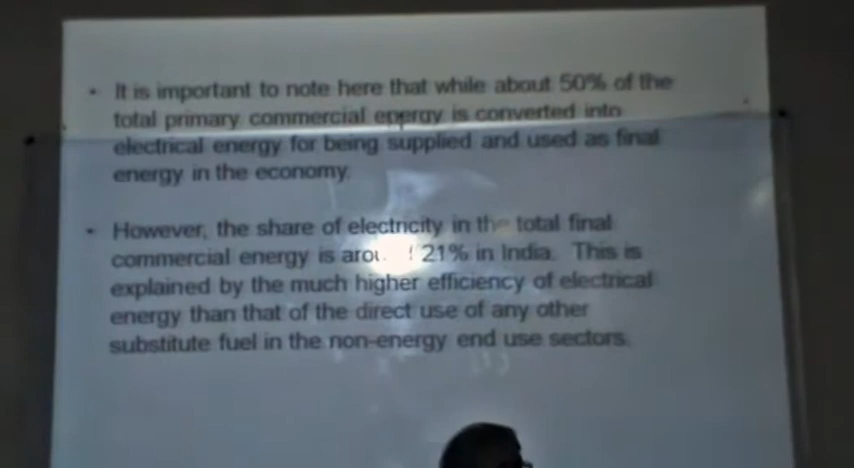 • It is important to note here that while about 50% of the
total primary commercial energy is converted into
electrical energy for being supplied and used as final
energy in the economy.
• However, the share of electricity in the total final
commercial energy is 21% in India. This is
explained by the much higher efficiency of electrical
energy than that of the direct use of any other
substitute fuel in the non-energy end use sectors.